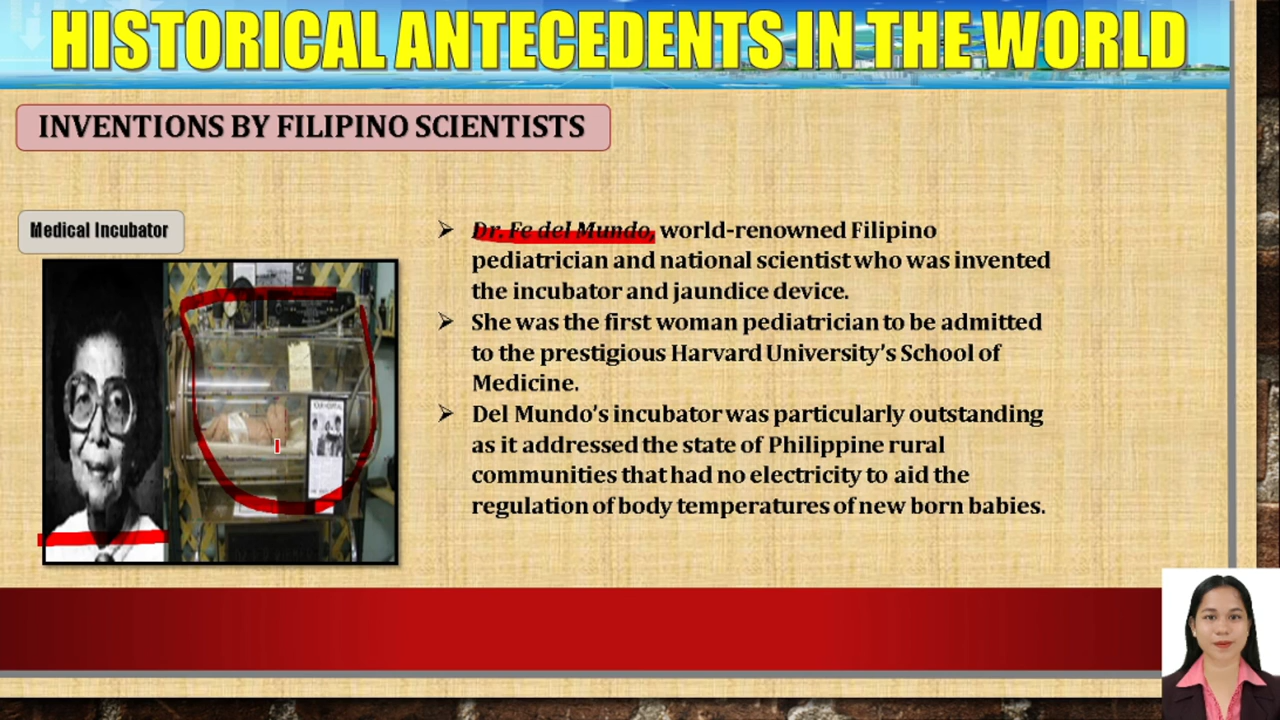 HISTORICAL ANTECEDENTS IN THE WORLD
INVENTIONS BY FILIPINO SCIENTISTS
Medical Incubator
➢ Dr. Fe del Mundo, world-renowned Filipino
pediatrician and national scientist who was invented
the incubator and jaundice device.
➢ She was the first woman pediatrician to be admitted
to the prestigious Harvard University's School of
Medicine.
➢ Del Mundo's incubator was particularly outstanding
as it addressed the state of Philippine rural
communities that had no electricity to aid the
regulation of body temperatures of new born babies.